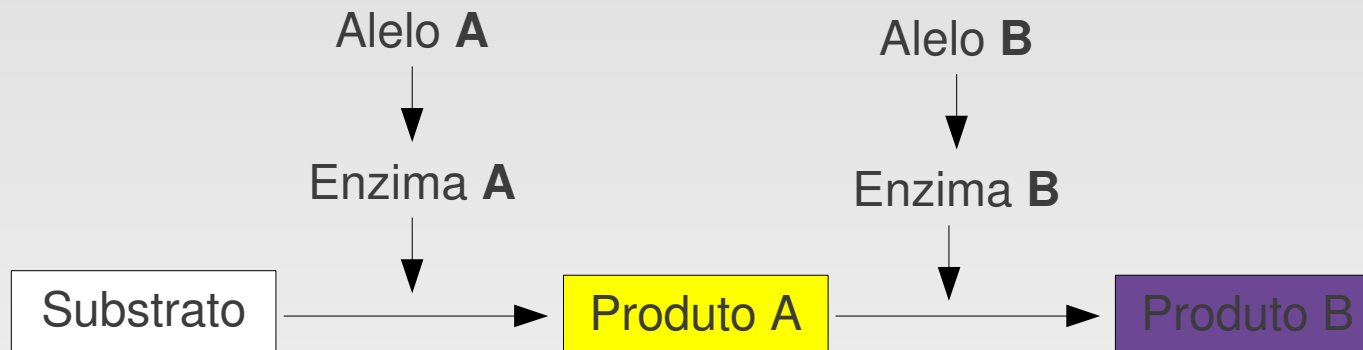 Alelo A
Alelo B
Enzima A
Enzima B
Substrato
Produto A
Produto B